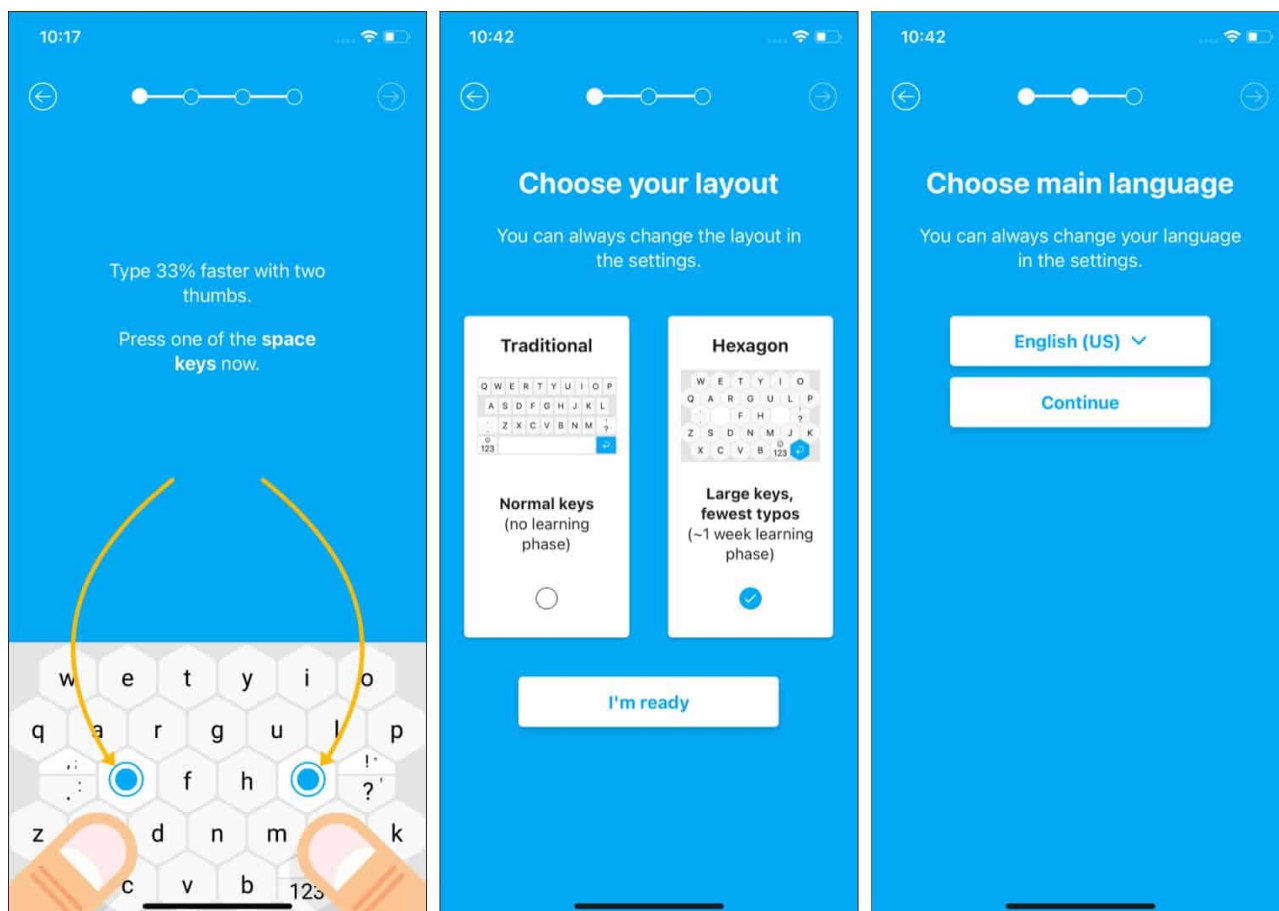 10:17
Type 33% faster with two
thumbs.
Press one of the space
keys now.
w e t y i o
q a r g u l p
, ; ! '
. : f h ? '
z d n m k
c v b 123
10:42
Choose your layout
You can always change the layout in
the settings.
Traditional
Q W E R T Y U I O P
A S D F G H J K L
Z X C V B N M ! ?
123
Normal keys
(no learning
phase)
Hexagon
W E T Y I O
Q A R G U L P
F H ! ?
Z S D N M J K
X C V B 123
Large keys,
fewest typos
(~1 week learning
phase)
I'm ready
10:42
Choose main language
You can always change your language
in the settings.
English (US)
Continue